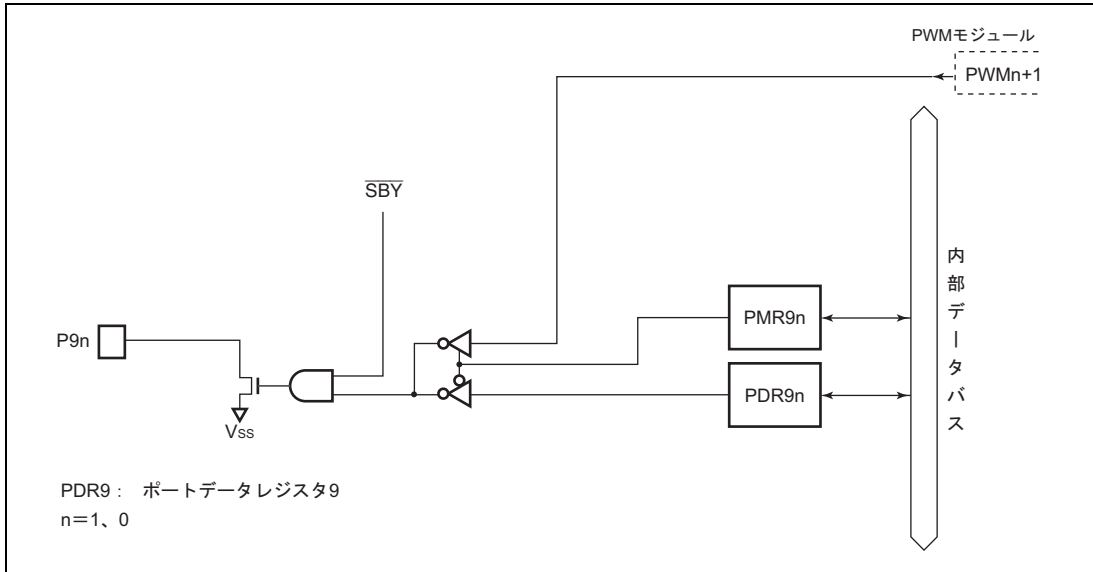 PWMモジュール
PWMn+1
SBY
内部データバス
PMR9n
P9n
PDR9n
VSS
PDR9： ポートデータレジスタ9
n＝1、0